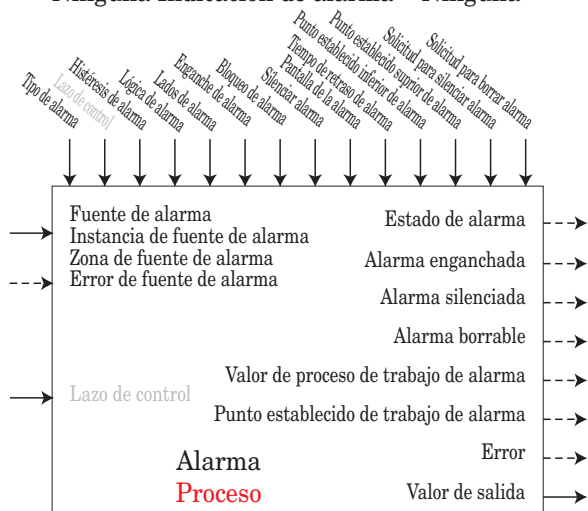 Ninguna indicación de alarma Ninguna
Tipo de alarma
Lazo de control
Histéresis de alarma
Lógica de alarma
Lados de alarma
Enganche de alarma
Bloqueo de alarma
Silenciar alarma
Pantalla de la alarma
Tiempo de retraso de alarma
Punto establecido inferior de alarma
Punto establecido suprior de alarma
Solicitud para silenciar alarma
Solicitud para borrar alarma
Fuente de alarma
Instancia de fuente de alarma
Zona de fuente de alarma
Error de fuente de alarma
Lazo de control
Estado de alarma
Alarma enganchada
Alarma silenciada
Alarma borrable
Valor de proceso de trabajo de alarma
Punto establecido de trabajo de alarma
Error
Valor de salida
Alarma
Proceso